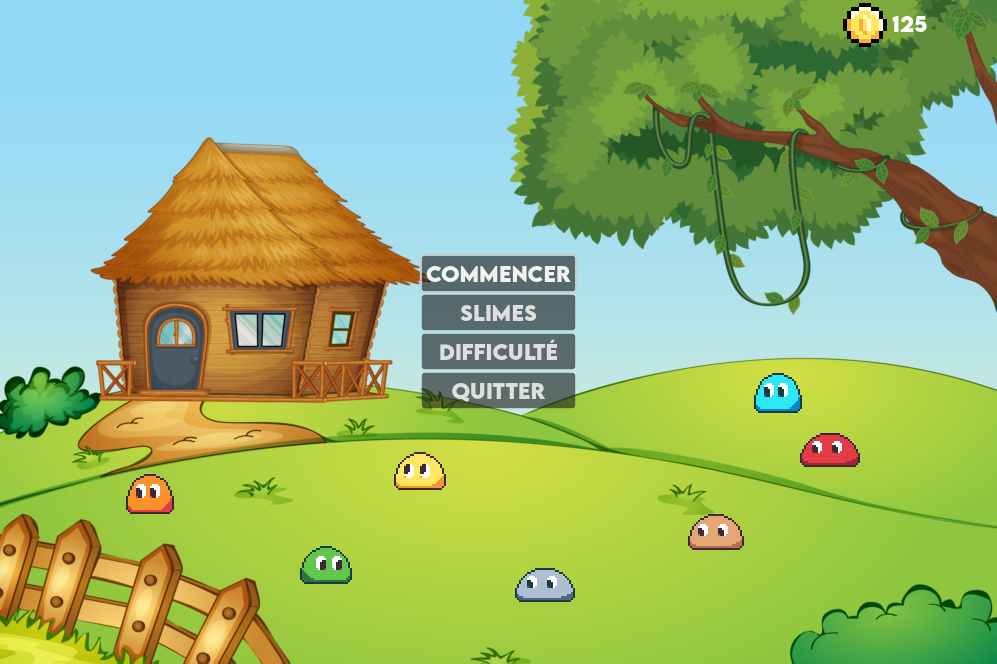 125
COMMENCER
SLIMES
DIFFICULTÉ
QUITTER